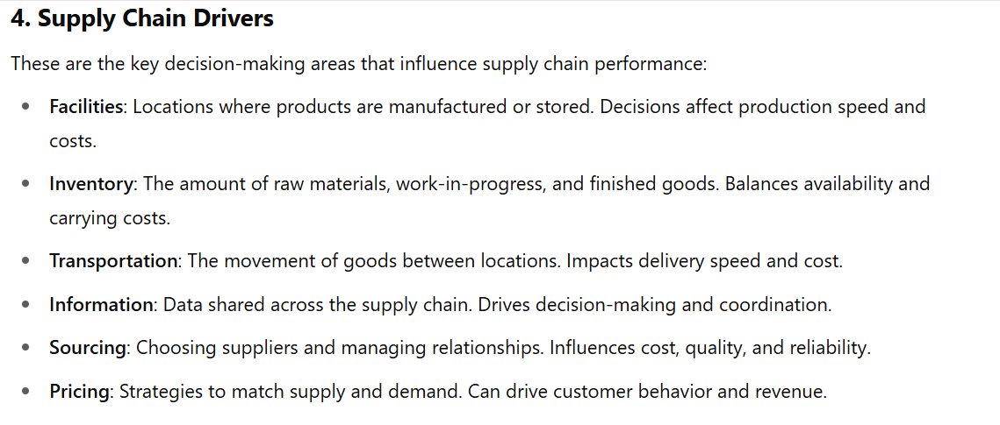 4. Supply Chain Drivers
These are the key decision-making areas that influence supply chain performance:
• Facilities: Locations where products are manufactured or stored. Decisions affect production speed and
costs.
• Inventory: The amount of raw materials, work-in-progress, and finished goods. Balances availability and
carrying costs.
• Transportation: The movement of goods between locations. Impacts delivery speed and cost.
• Information: Data shared across the supply chain. Drives decision-making and coordination.
• Sourcing: Choosing suppliers and managing relationships. Influences cost, quality, and reliability.
• Pricing: Strategies to match supply and demand. Can drive customer behavior and revenue.